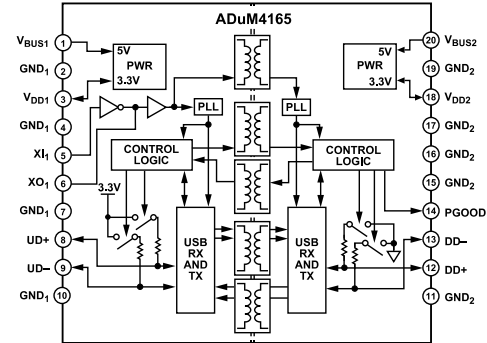 ADuM4165
VBUS1 1
GND1 2
VDD1 3
GND1 4
XI1 5
XO1 6
GND1 7
UD+ 8
UD– 9
GND1 10
5V
PWR
3.3V
PLL
CONTROL
LOGIC
3.3V
USB
RX
AND
TX
PLL
CONTROL
LOGIC
USB
RX
AND
TX
5V
PWR
3.3V
20 VBUS2
19 GND2
18 VDD2
17 GND2
16 GND2
15 GND2
14 PGOOD
13 DD–
12 DD+
11 GND2